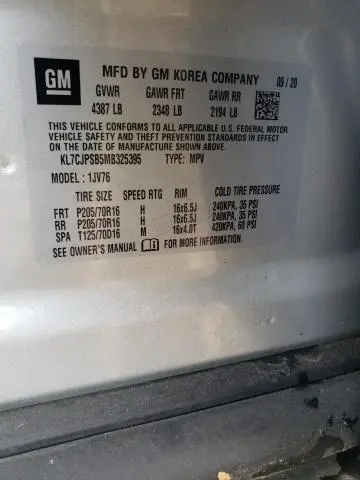 GM
MFD BY GM KOREA COMPANY 09 / 20
GVWR GAWR FRT GAWR RR
4387 LB 2348 LB 2194 LB
THIS VEHICLE CONFORMS TO ALL APPLICABLE U.S. FEDERAL MOTOR
VEHICLE SAFETY, BUMPER, AND THEFT PREVENTION STANDARDS IN EFFECT
ON THE DATE OF MANUFACTURE SHOWN ABOVE.
KL7CJPSB5MB325395 TYPE: MPV
MODEL: 1JV76
TIRE SIZE SPEED RTG RIM COLD TIRE PRESSURE
FRT P205/70R16 H 16x6.5J 240KPA, 35 PSI
RR P205/70R16 H 16x6.5J 240KPA, 35 PSI
SPA T125/70D16 M 16x4.0T 420KPA, 60 PSI
SEE OWNER'S MANUAL FOR MORE INFORMATION.